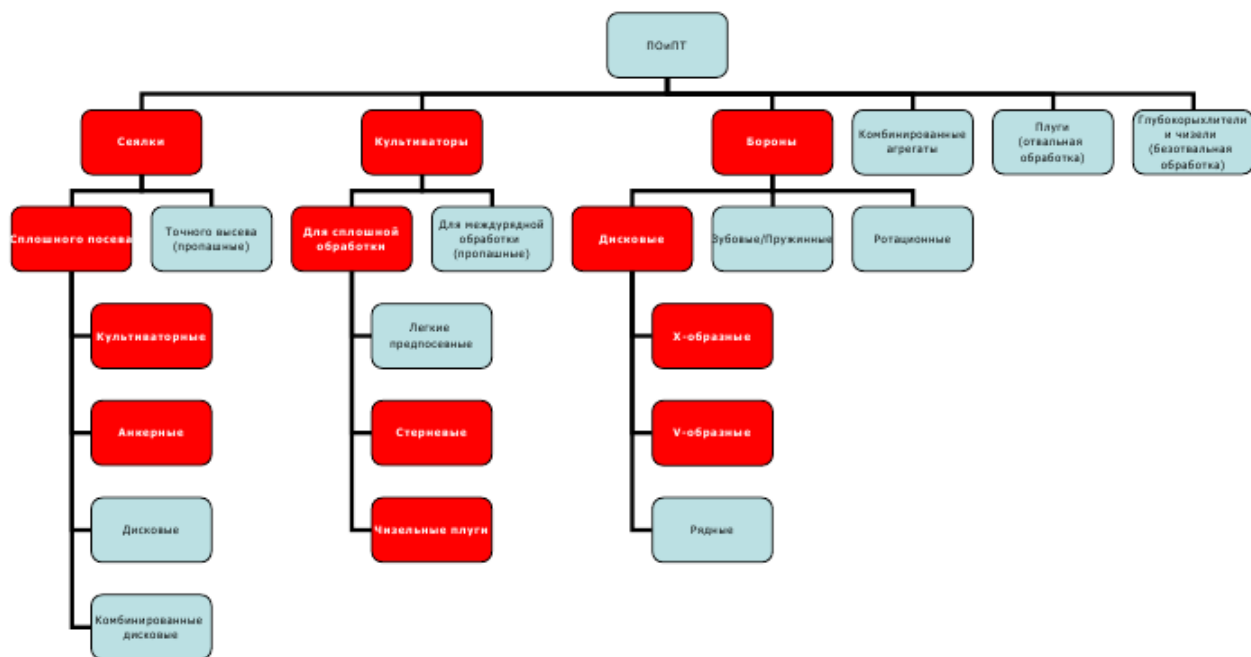 ПОиПТ
Сеялки
Культиваторы
Бороны
Комбинированные
агрегаты
Плуги
(отвальная
обработка)
Глубокорыхлители
и чизели
(безотвальная
обработка)
Сплошного посева
Точного высева
(пропашные)
Для сплошной
обработки
Для междурядной
обработки
(пропашные)
Дисковые
Зубовые/Пружинные
Ротационные
Культиваторные
Легкие
предпосевные
X-образные
Анкерные
Стерневые
V-образные
Дисковые
Чизельные плуги
Рядные
Комбинированные
дисковые